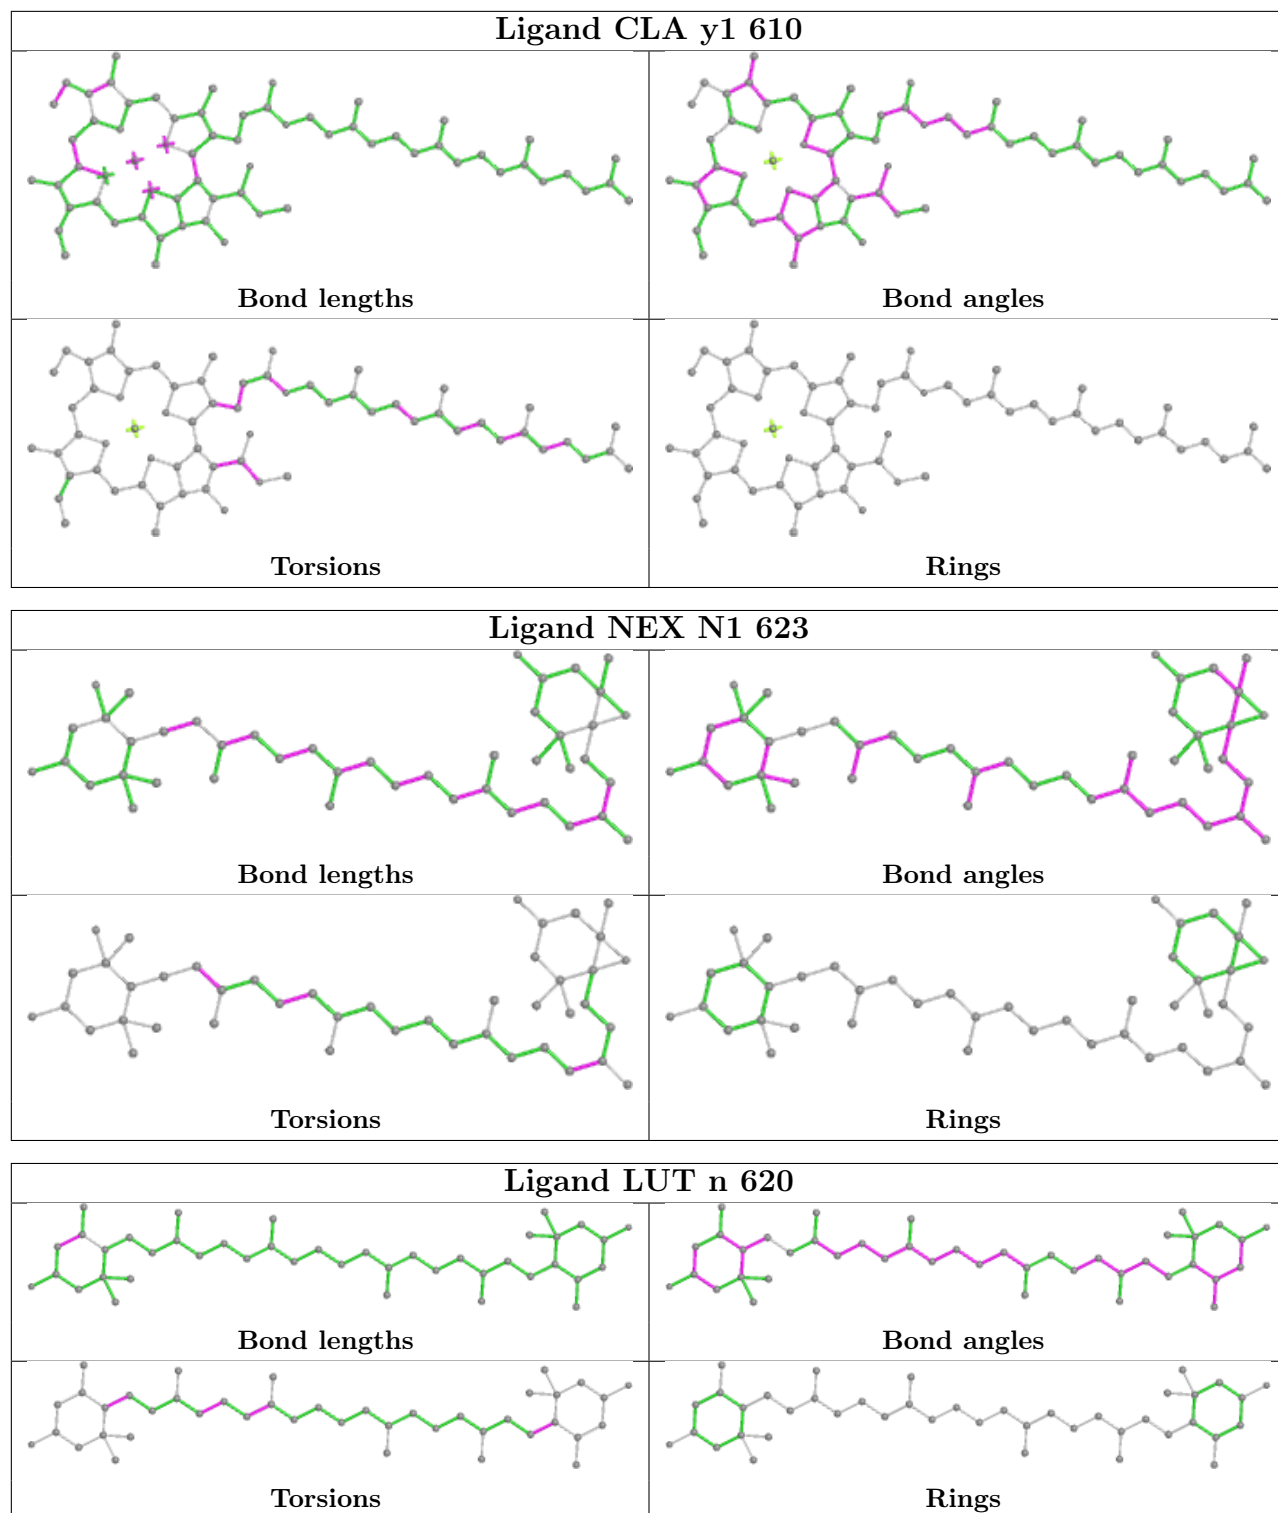 Ligand CLA y1 610
Bond lengths
Bond angles
Torsions
Rings
Ligand NEX N1 623
Bond lengths
Bond angles
Torsions
Rings
Ligand LUT n 620
Bond lengths
Bond angles
Torsions
Rings